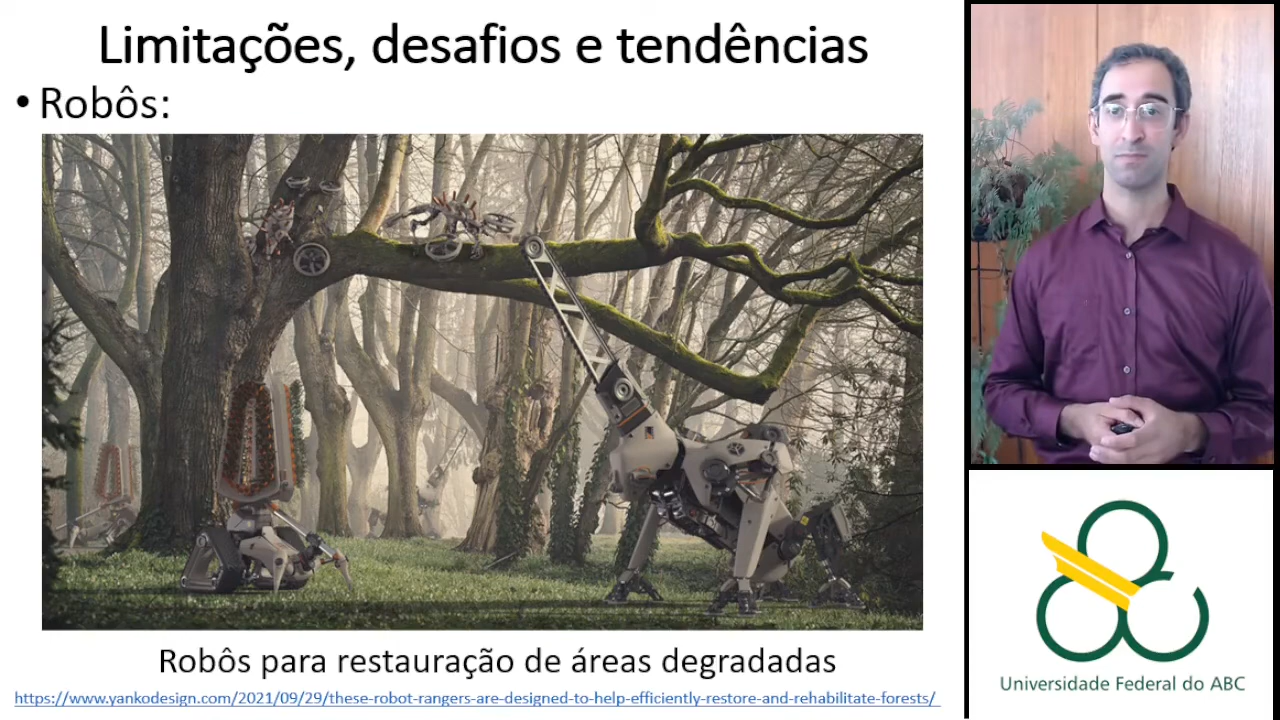 Limitações, desafios e tendências
• Robôs:
Robôs para restauração de áreas degradadas
https://www.yankodesign.com/2021/09/29/these-robot-rangers-are-designed-to-help-efficiently-restore-and-rehabilitate-forests/
Universidade Federal do ABC